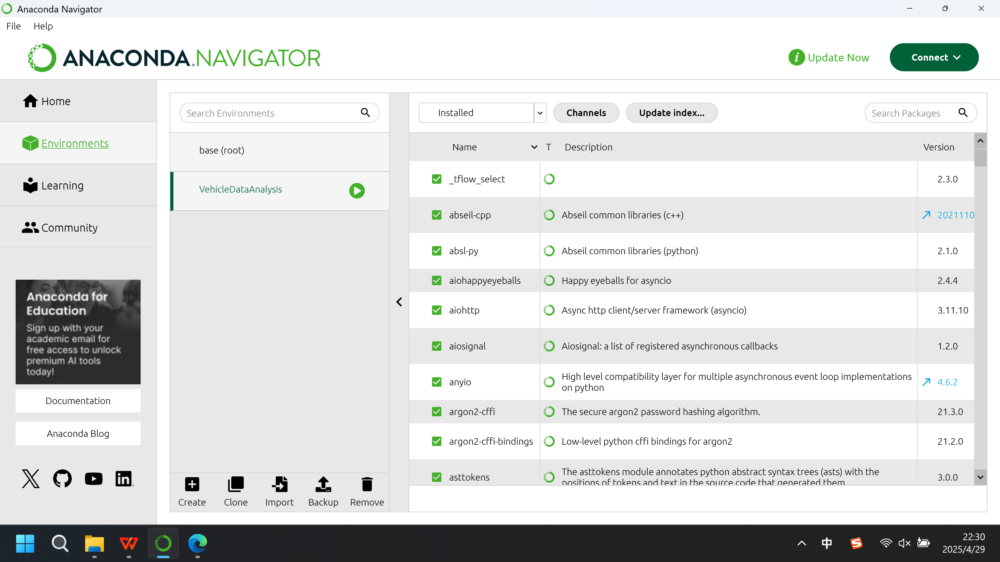 Anaconda Navigator
File Help
ANACONDA.NAVIGATOR
Update Now
Connect
Home
Environments
Learning
Community
Anaconda for
Education
Sign up with your
academic email for
free access to unlock
premium AI tools
today!
Documentation
Anaconda Blog
Search Environments
base (root)
VehicleDataAnalysis
Create Clone Import Backup Remove
Installed Channels Update index... Search Packages
Name T Description Version
_tflow_select 2.3.0
abseil-cpp Abseil common libraries (c++) 2021110
absl-py Abseil common libraries (python) 2.1.0
aiohappyeyeballs Happy eyeballs for asyncio 2.4.4
aiohttp Async http client/server framework (asyncio) 3.11.10
aiosignal Aiosignal: a list of registered asynchronous callbacks 1.2.0
anyio High level compatibility layer for multiple asynchronous event loop implementations
on python 4.6.2
argon2-cffi The secure argon2 password hashing algorithm. 21.3.0
argon2-cffi-bindings Low-level python cffi bindings for argon2 21.2.0
asttokens The asttokens module annotates python abstract syntax trees (asts) with the
positions of tokens and text in the source code that generated them 3.0.0
中
22:30
2025/4/29